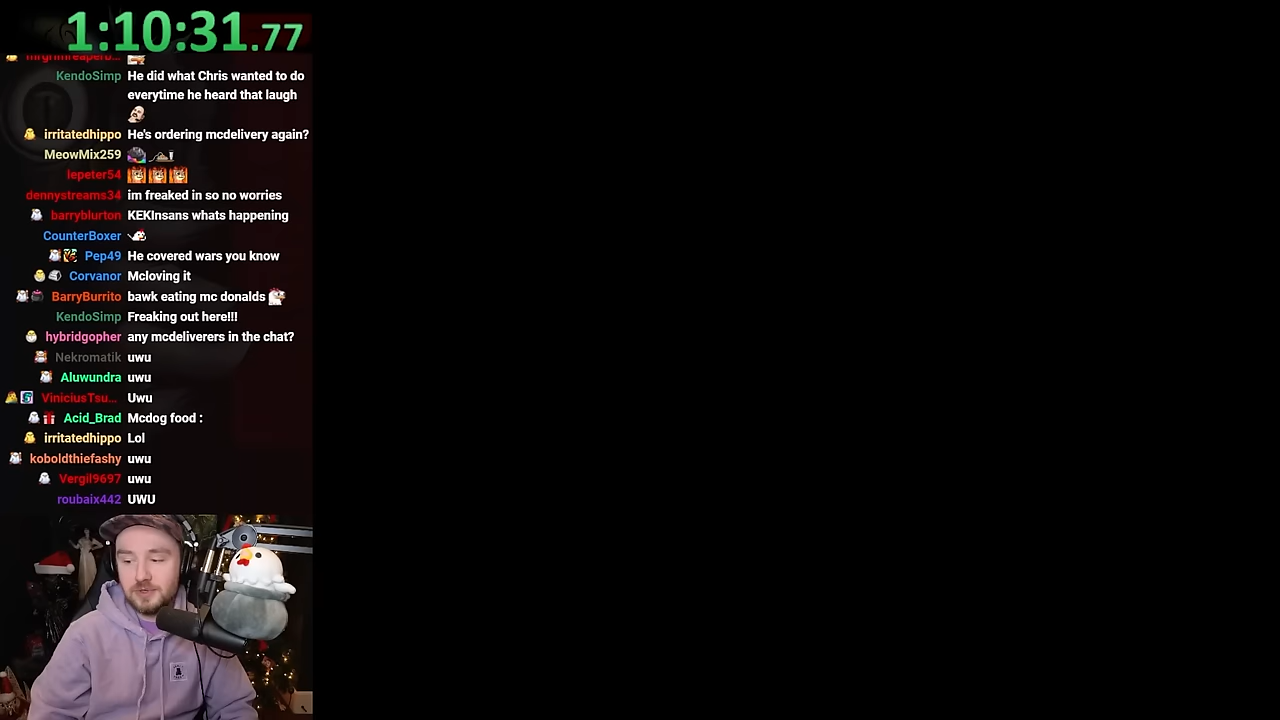 1:10:31.77
KendoSimp He did what Chris wanted to do
everytime he heard that laugh
irritatedhippo He's ordering mcdelivery again?
MeowMix259
lepeter54
dennystreams34 im freaked in so no worries
barryblurton KEKInsans whats happening
CounterBoxer
Pep49 He covered wars you know
Corvanor Mcloving it
BarryBurrito bawk eating mc donalds
KendoSimp Freaking out here!!!
hybridgopher any mcdeliverers in the chat?
Nekromatik uwu
Aluwundra uwu
ViniciusTsu... Uwu
Acid_Brad Mcdog food :
irritatedhippo Lol
koboldthiefashy uwu
Vergil9697 uwu
roubaix442 UWU